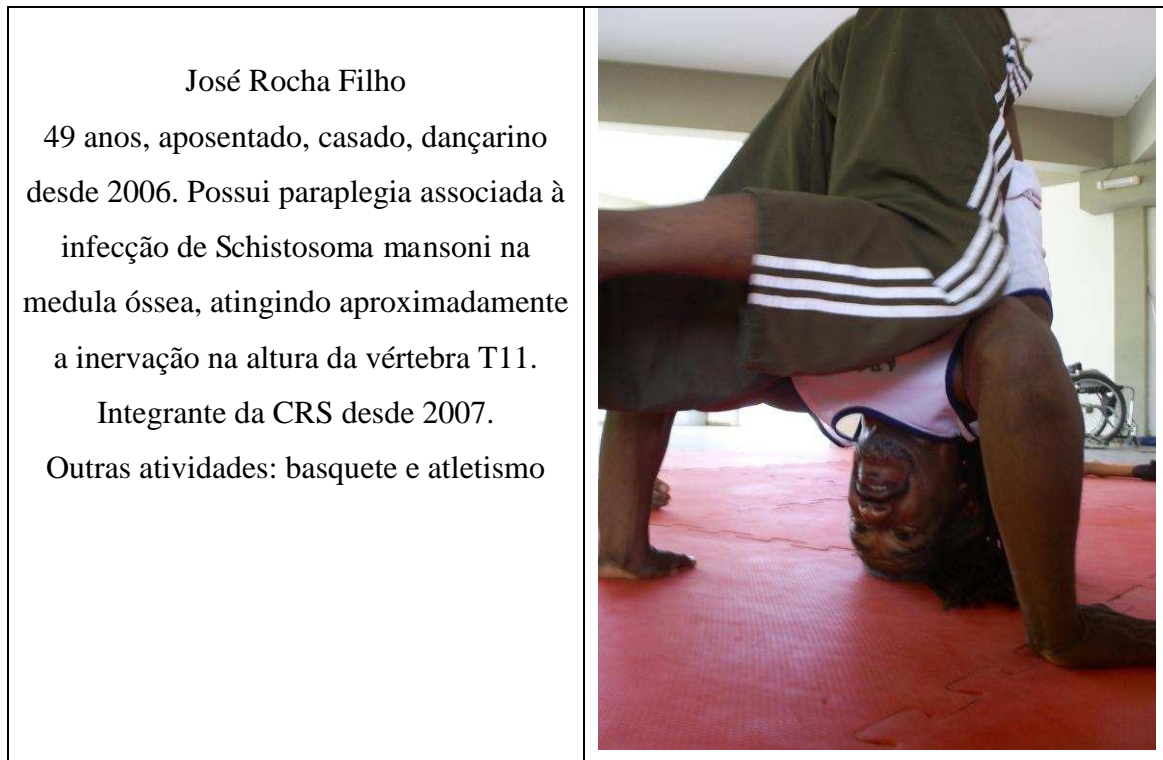 José Rocha Filho
49 anos, aposentado, casado, dançarino
desde 2006. Possui paraplegia associada à
infecção de Schistosoma mansoni na
medula óssea, atingindo aproximadamente
a inervação na altura da vértebra T11.
Integrante da CRS desde 2007.
Outras atividades: basquete e atletismo